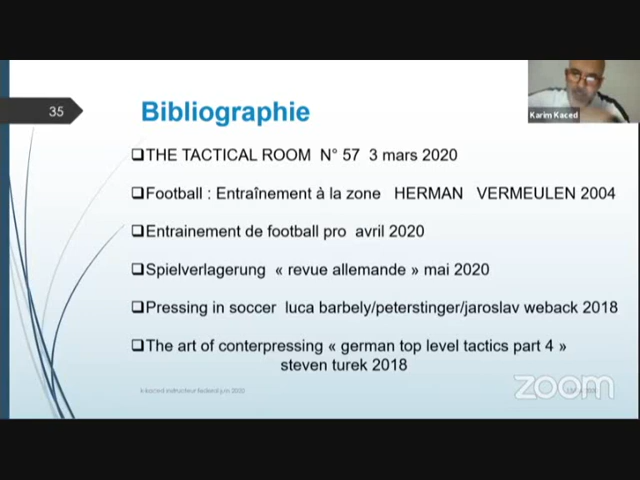 35
Bibliographie
Karim Kaced
THE TACTICAL ROOM N° 57 3 mars 2020
Football : Entraînement à la zone HERMAN VERMEULEN 2004
Entrainement de football pro avril 2020
Spielverlagerung « revue allemande » mai 2020
Pressing in soccer luca barbely/peterstinger/jaroslav weback 2018
The art of conterpressing « german top level tactics part 4 »
steven turek 2018
zoom